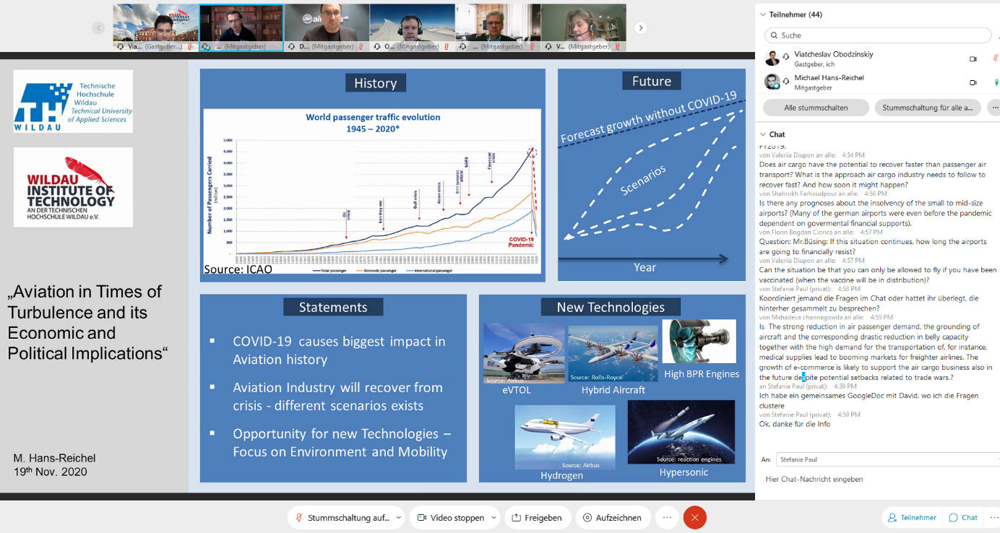 WILDAU
INSTITUTE OF
TECHNOLOGY
air
Via... (Gastgeber...)
... (Mitgastgeber)
D... (Mitgastgeber)
O... (Mitgastgeber)
... (Mitgastgeber)
V... (Mitgastgeber)
Technische
Hochschule
Wildau
Technical University
of Applied Sciences
TH
WILDAU
WILDAU
INSTITUTE OF
TECHNOLOGY
AN DER TECHNISCHEN
HOCHSCHULE WILDAU e.V.
„Aviation in Times of
Turbulence and its
Economic and
Political Implications“
M. Hans-Reichel
19th Nov. 2020
History
World passenger traffic evolution
1945 – 2020*
Number of Passengers Carried
(million)
5,000
4,500
4,000
3,500
3,000
2,500
2,000
1,500
1,000
500
-
Oil
crisis
Iran-Iraq war
Gulf crisis
Asian crisis
9/11 terrorist
attack
SARS
Financial
crisis
COVID-19
Pandemic
Total passenger
Domestic passenger
International passenger
Source: ICAO
Future
Forecast growth without COVID-19
Scenarios
Year
Statements
▪ COVID-19 causes biggest impact in
Aviation history
▪ Aviation Industry will recover from
crisis - different scenarios exists
▪ Opportunity for new Technologies –
Focus on Environment and Mobility
New Technologies
Source: Airbus
eVTOL
Source: Rolls-Royce
Hybrid Aircraft
High BPR Engines
Source: Airbus
Hydrogen
Source: reaction engines
Hypersonic
Teilnehmer (44)
Suche
Viatcheslav Obodzinskiy
Gastgeber, ich
Michael Hans-Reichel
Mitgastgeber
Alle stummschalten
Stummschaltung für alle a...
...
Chat
FY2019.
von Valeriia Diupon an alle: 4:54 PM
Does air cargo have the potential to recover faster than passenger air
transport? What is the approach air cargo industry needs to follow to
recover fast? And how soon it might happen?
von Shahrokh Farhoudpour an alle: 4:56 PM
Is there any prognoses about the insolvency of the small to mid-size
airports? (Many of the german airports were even before the pandemic
dependent on govermental financial supports).
von Florin Bogdan Ciorica an alle: 4:57 PM
Question: Mr.Büsing: If this situation continues, how long the airports
are going to financially resist?
von Valeriia Diupon an alle: 4:57 PM
Can the situation be that you can only be allowed to fly if you have been
vaccinated (when the vaccine will be in distribution)?
von Stefanie Paul (privat): 4:58 PM
Koordiniert jemand die Fragen im Chat oder hattet ihr überlegt, die
hinterher gesammelt zu besprechen?
von Mahadeva channegowda an alle: 4:59 PM
Is The strong reduction in air passenger demand, the grounding of
aircraft and the corresponding drastic reduction in belly capacity
together with the high demand for the transportation of, for instance,
medical supplies lead to booming markets for freighter airlines. The
growth of e-commerce is likely to support the air cargo business also in
the future despite potential setbacks related to trade wars.?
an Stefanie Paul (privat): 4:59 PM
Ich habe ein gemeinsames GoogleDoc mit David, wo ich die Fragen
clustere
von Stefanie Paul (privat): 4:59 PM
Ok, danke für die Info
An: Stefanie Paul
Hier Chat-Nachricht eingeben
Stummschaltung auf...
Video stoppen
Freigeben
Aufzeichnen
...
Teilnehmer
Chat
...